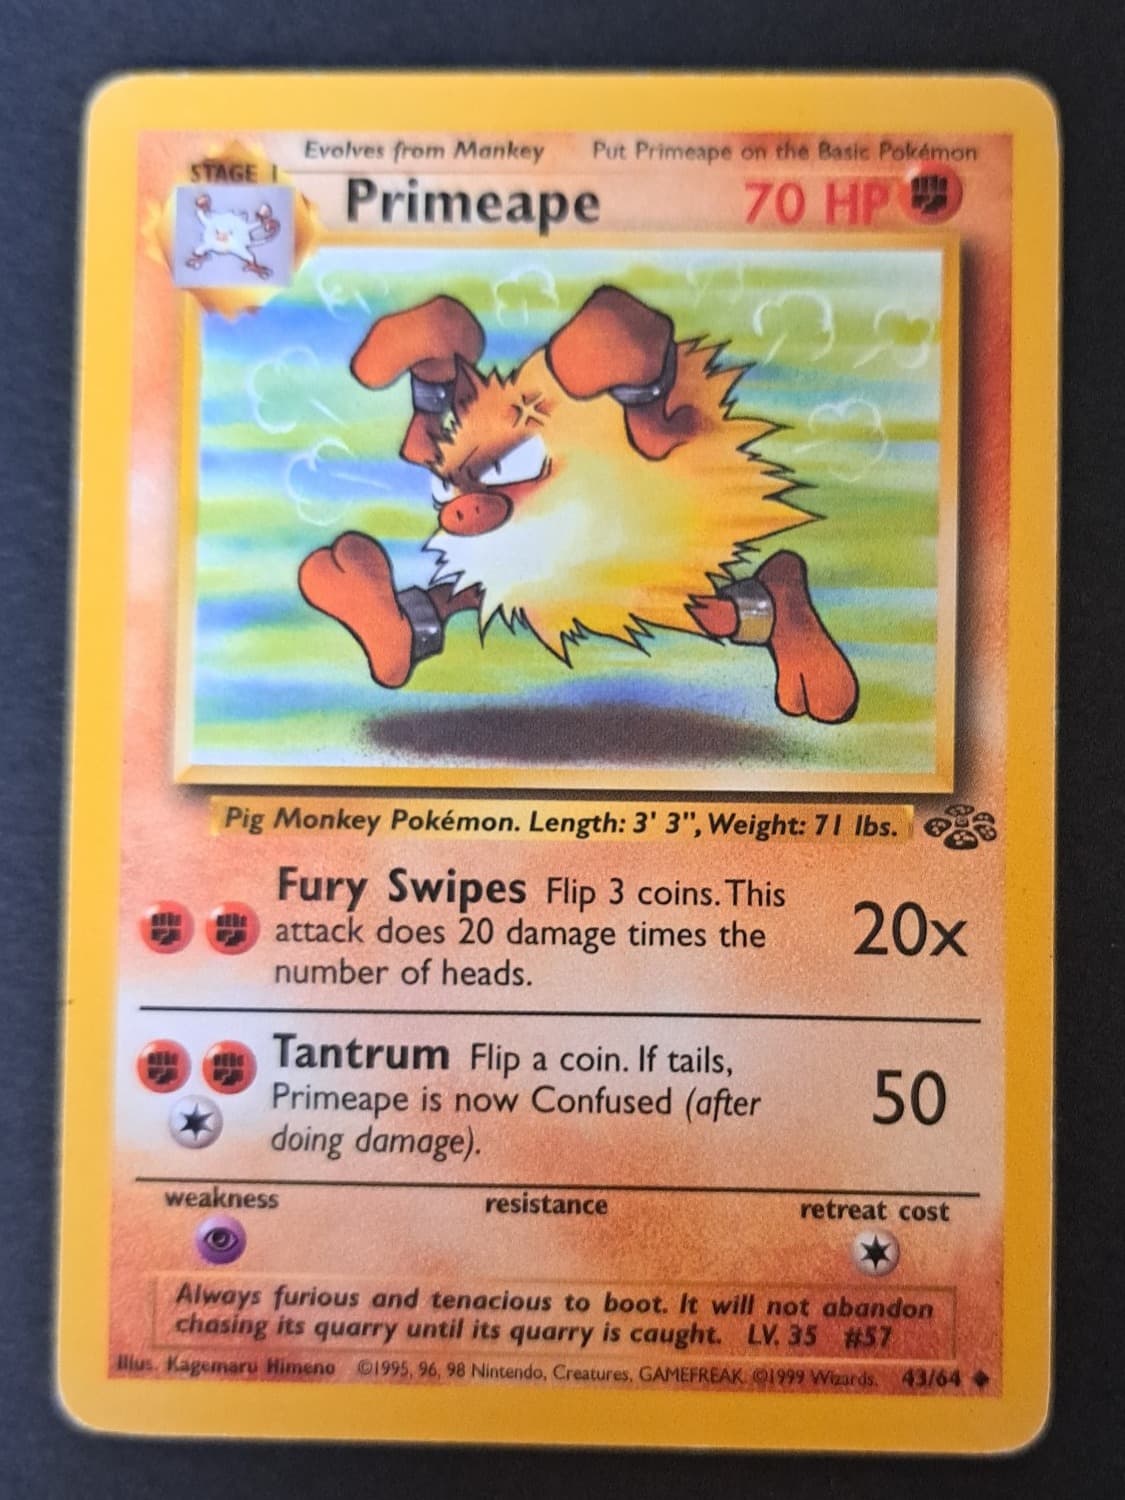 Evolves from Mankey Put Primeape on the Basic Pokémon
STAGE 1
Primeape 70 HP
Pig Monkey Pokémon. Length: 3' 3", Weight: 71 lbs.
Fury Swipes Flip 3 coins. This
attack does 20 damage times the
number of heads.
20x
Tantrum Flip a coin. If tails,
Primeape is now Confused (after
doing damage).
50
weakness resistance retreat cost
Always furious and tenacious to boot. It will not abandon
chasing its quarry until its quarry is caught. LV. 35 #57
Illus. Kagemaru Himeno ©1995, 96, 98 Nintendo, Creatures, GAMEFREAK. ©1999 Wizards. 43/64